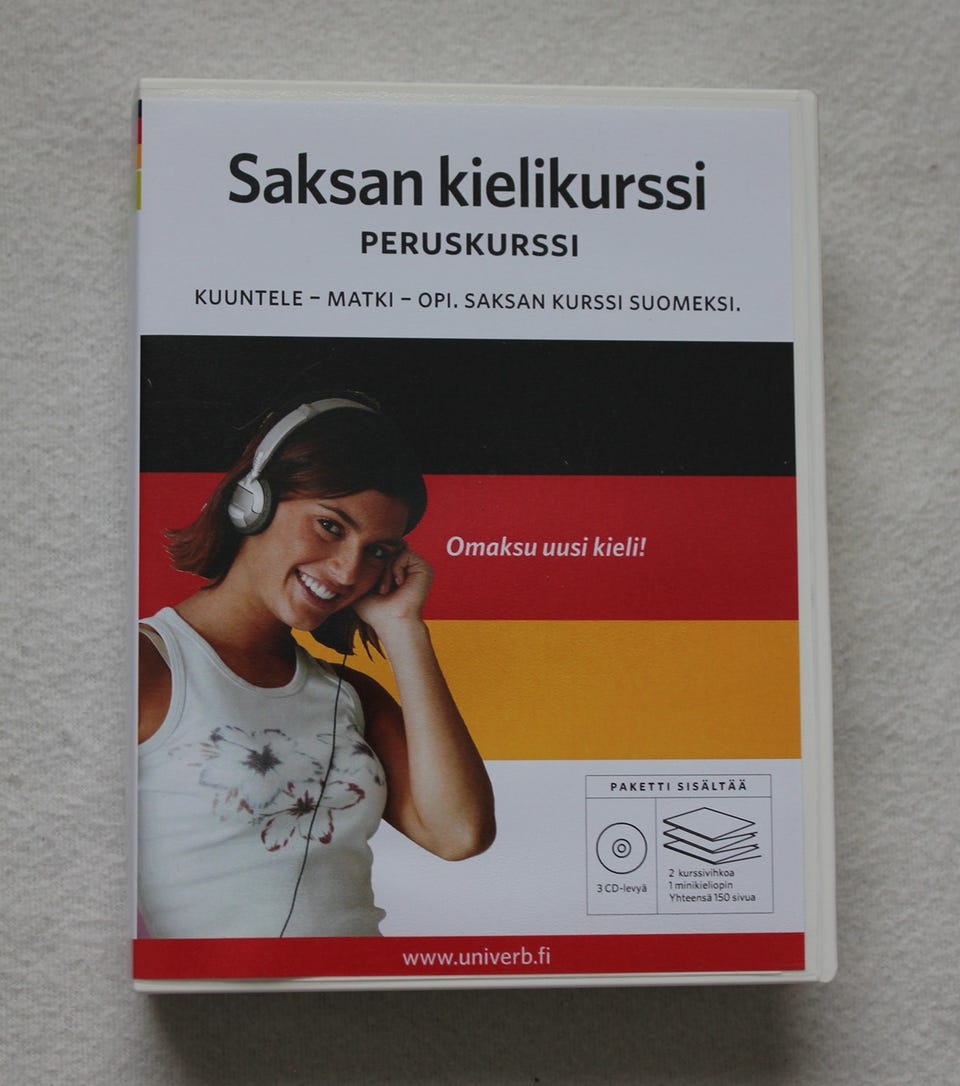 Saksan kielikurssi
PERUSKURSSI
KUUNTELE – MATKI – OPI. SAKSAN KURSSI SUOMEKSI.
Omaksu uusi kieli!
PAKETTI SISÄLTÄÄ
3 CD-levyä
2 kurssivihkoa
1 minikieliopin
Yhteensä 150 sivua
www.univerb.fi